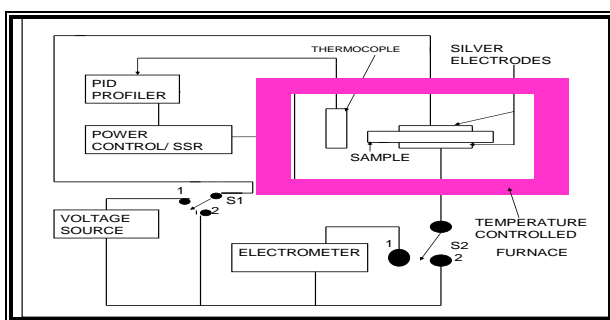 THERMOCOPLE
SILVER
ELECTRODES
PID
PROFILER
POWER
CONTROL/ SSR
SAMPLE
1
S1
2
VOLTAGE
SOURCE
TEMPERATURE
CONTROLLED
FURNACE
1
S2
2
ELECTROMETER